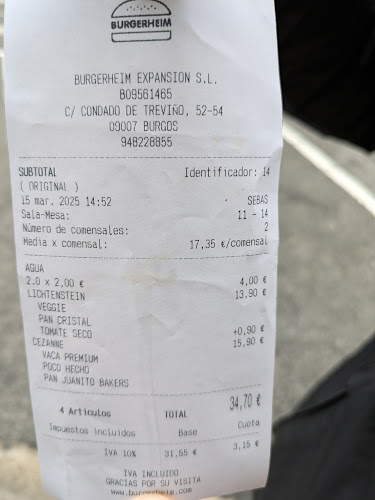 BURGERHEIM
BURGERHEIM EXPANSION S.L.
B09561465
C/ CONDADO DE TREVIÑO, 52-54
09007 BURGOS
948228855
SUBTOTAL Identificador: 14
( ORIGINAL )
15 mar. 2025 14:52 SEBAS
Sala-Mesa: 11 - 14
Número de comensales: 2
Media x comensal: 17,35 €/comensal
AGUA
2.0 x 2,00 € 4,00 €
LICHTENSTEIN 13,90 €
VEGGIE
PAN CRISTAL
TOMATE SECO +0,90 €
CEZANNE 15,90 €
VACA PREMIUM
POCO HECHO
PAN JUANITO BAKERS
4 Artículos TOTAL 34,70 €
Impuestos incluidos Base Cuota
IVA 10% 31,55 € 3,15 €
IVA INCLUIDO
GRACIAS POR SU VISITA
www.burgerheim.com